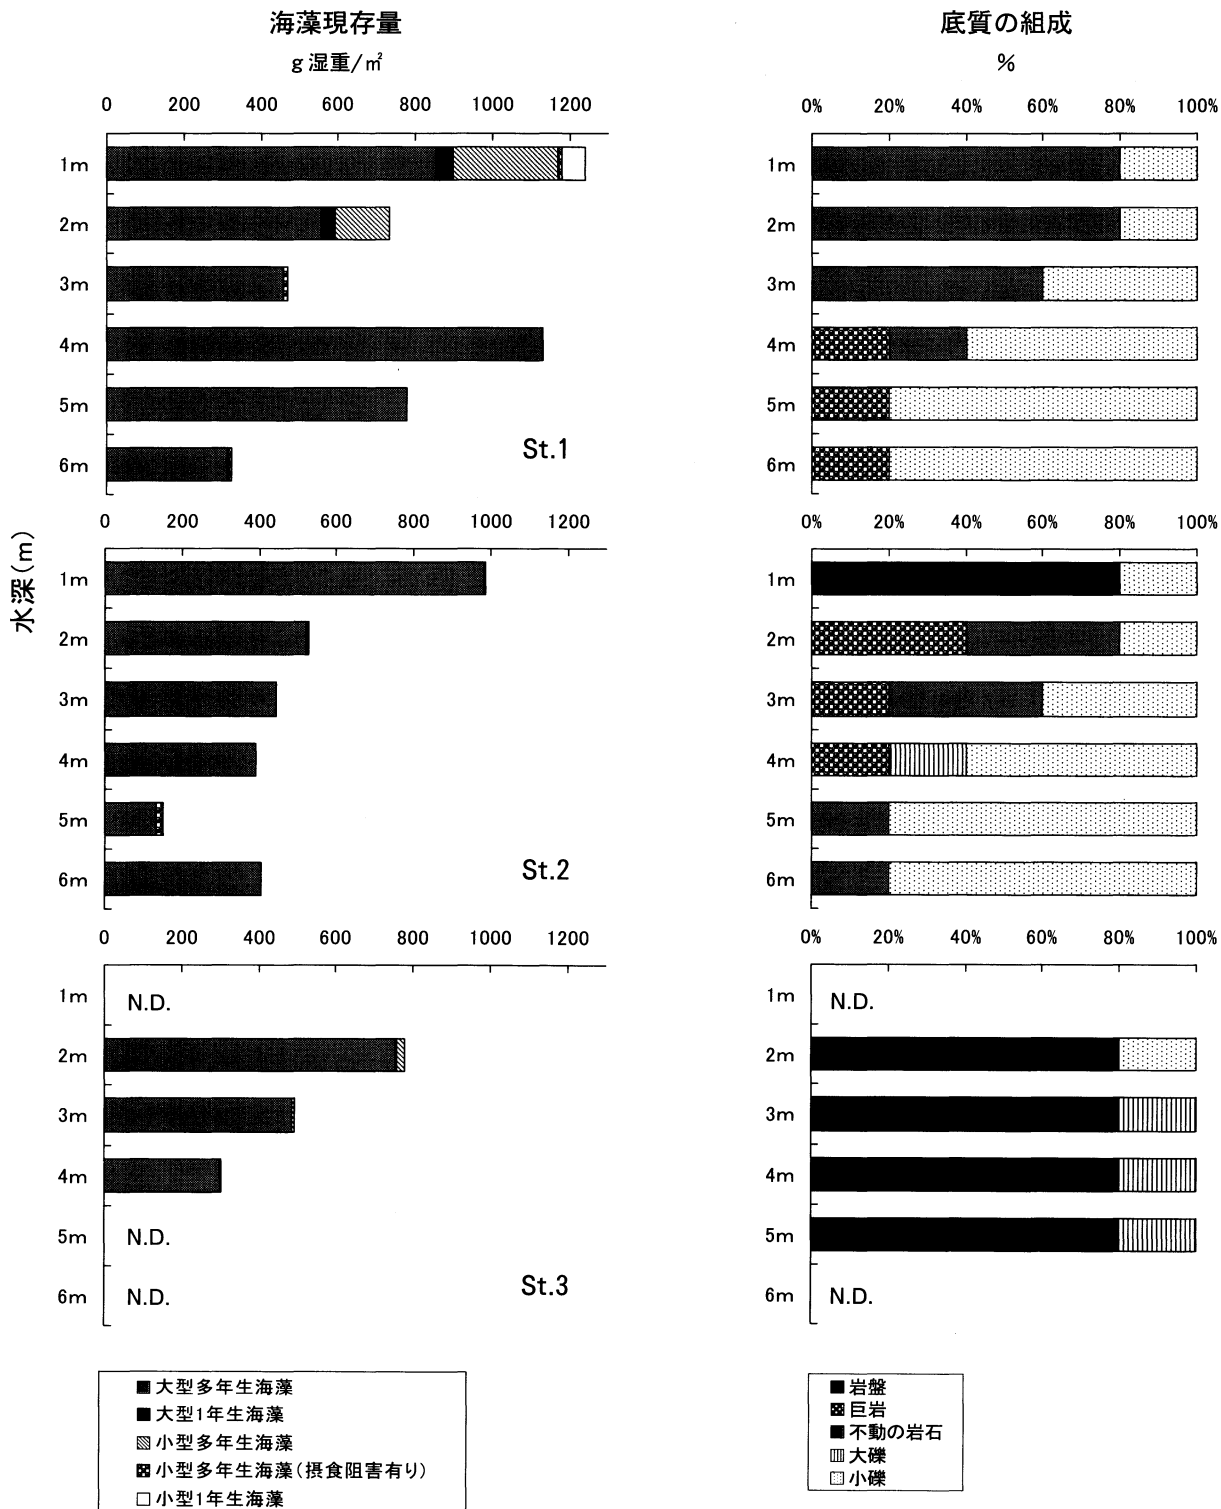 海藻現存量
g湿重/㎡
底質の組成
%
0 200 400 600 800 1000 1200
1m
2m
3m
4m
5m
6m
St.1
0% 20% 40% 60% 80% 100%
1m
2m
3m
4m
5m
6m
水深(m)
0 200 400 600 800 1000 1200
1m
2m
3m
4m
5m
6m
St.2
0% 20% 40% 60% 80% 100%
1m
2m
3m
4m
5m
6m
0 200 400 600 800 1000 1200
1m N.D.
2m
3m
4m
5m N.D.
6m N.D.
St.3
0% 20% 40% 60% 80% 100%
1m N.D.
2m
3m
4m
5m
6m N.D.
大型多年生海藻
大型1年生海藻
小型多年生海藻
小型多年生海藻(摂食阻害有り)
小型1年生海藻
岩盤
巨岩
不動の岩石
大礫
小礫